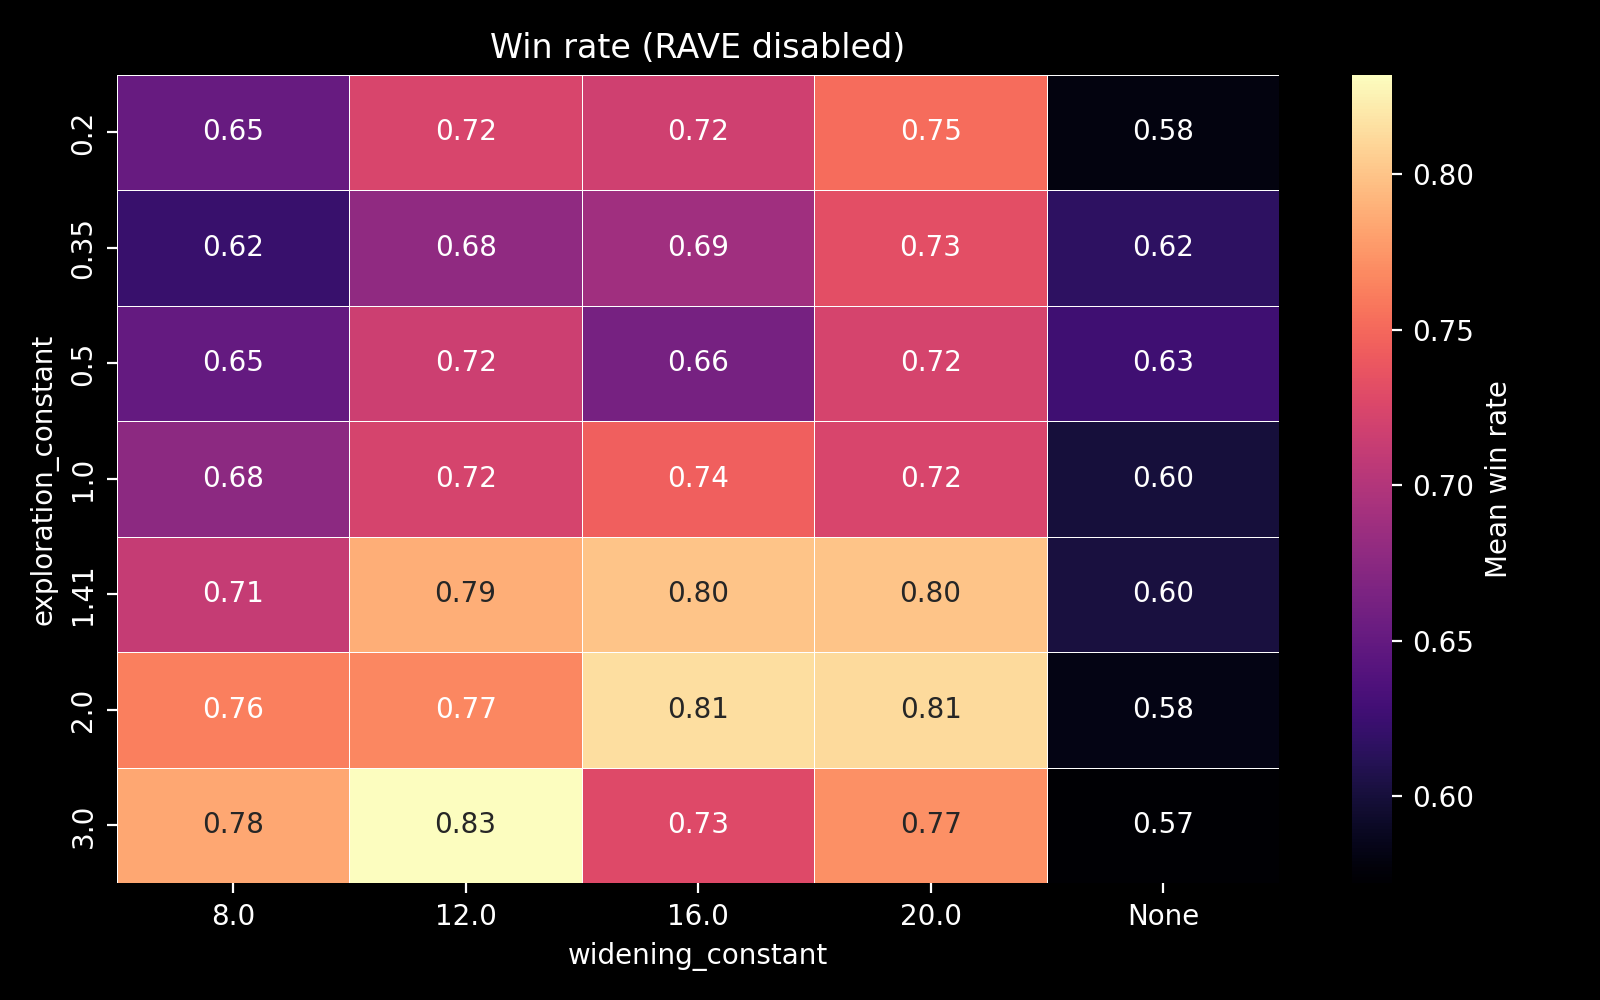 Win rate (RAVE disabled)
0.2 0.65 0.72 0.72 0.75 0.58
0.35 0.62 0.68 0.69 0.73 0.62
0.5 0.65 0.72 0.66 0.72 0.63
1.0 0.68 0.72 0.74 0.72 0.60
1.41 0.71 0.79 0.80 0.80 0.60
2.0 0.76 0.77 0.81 0.81 0.58
3.0 0.78 0.83 0.73 0.77 0.57
8.0 12.0 16.0 20.0 None
widening_constant
exploration_constant
0.80
0.75
0.70
0.65
0.60
Mean win rate